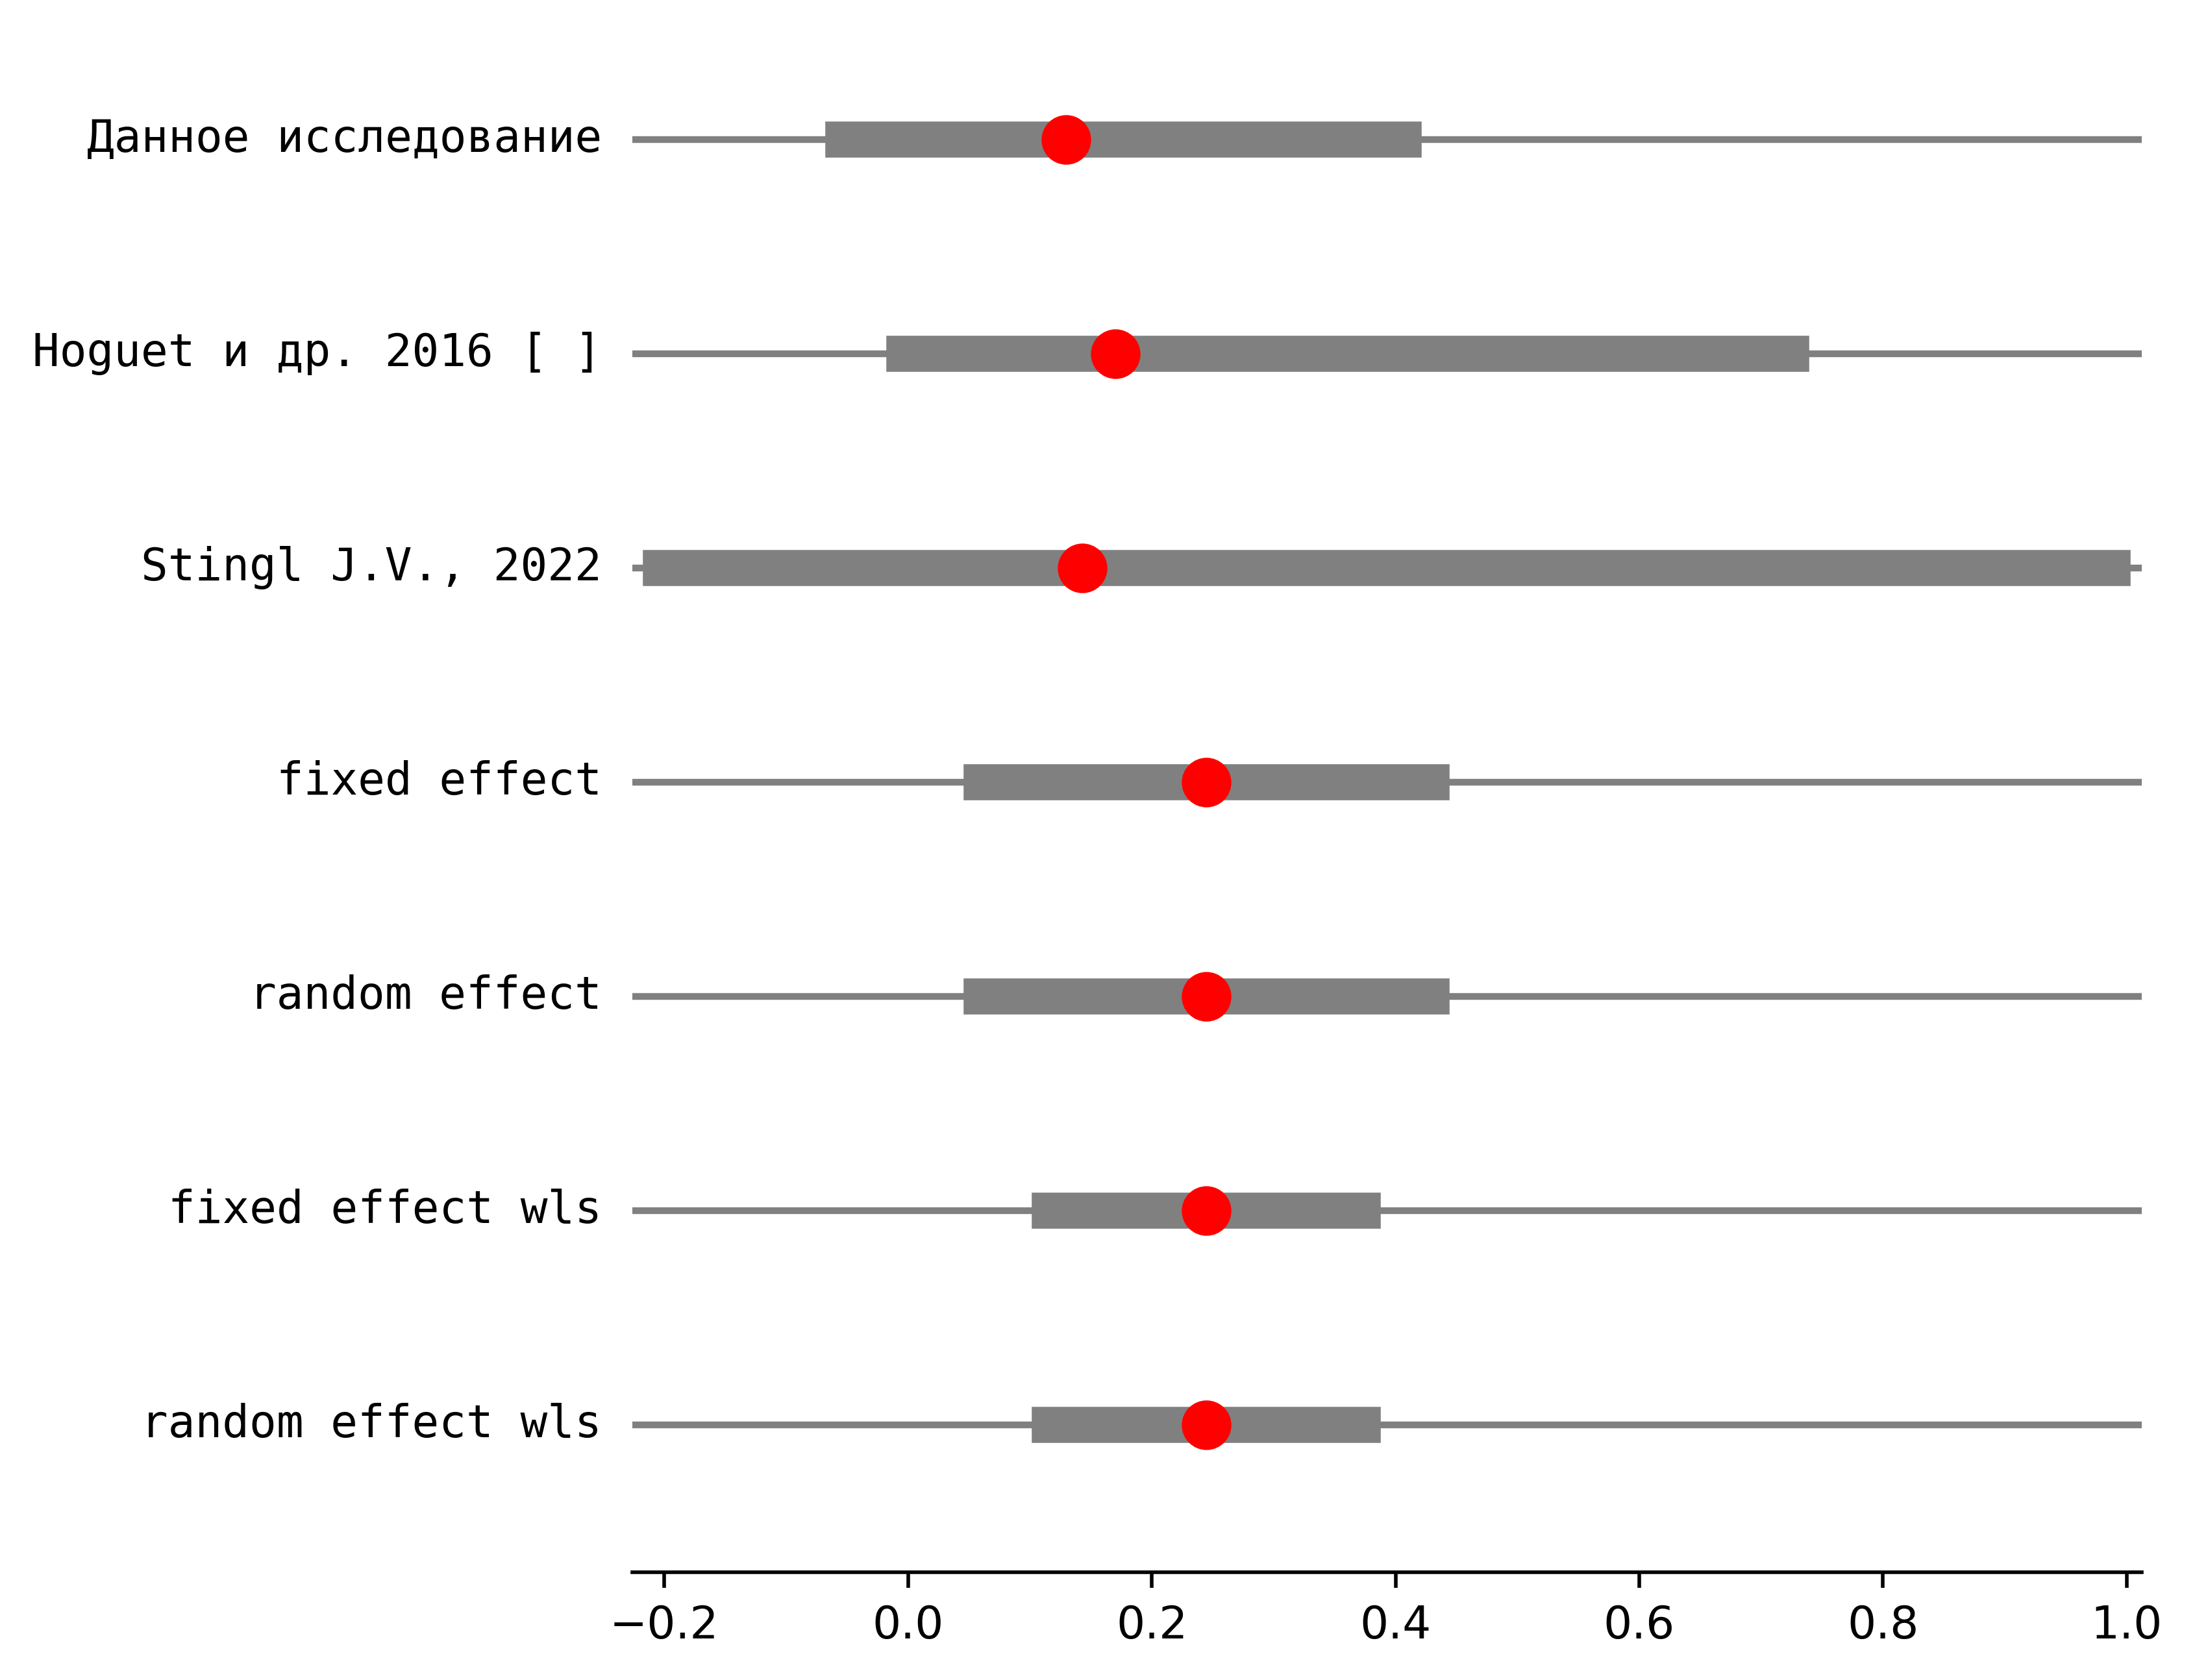 Данное исследование
Hoguet и др. 2016 [ ]
Stingl J.V., 2022
fixed effect
random effect
fixed effect wls
random effect wls
−0.2 0.0 0.2 0.4 0.6 0.8 1.0